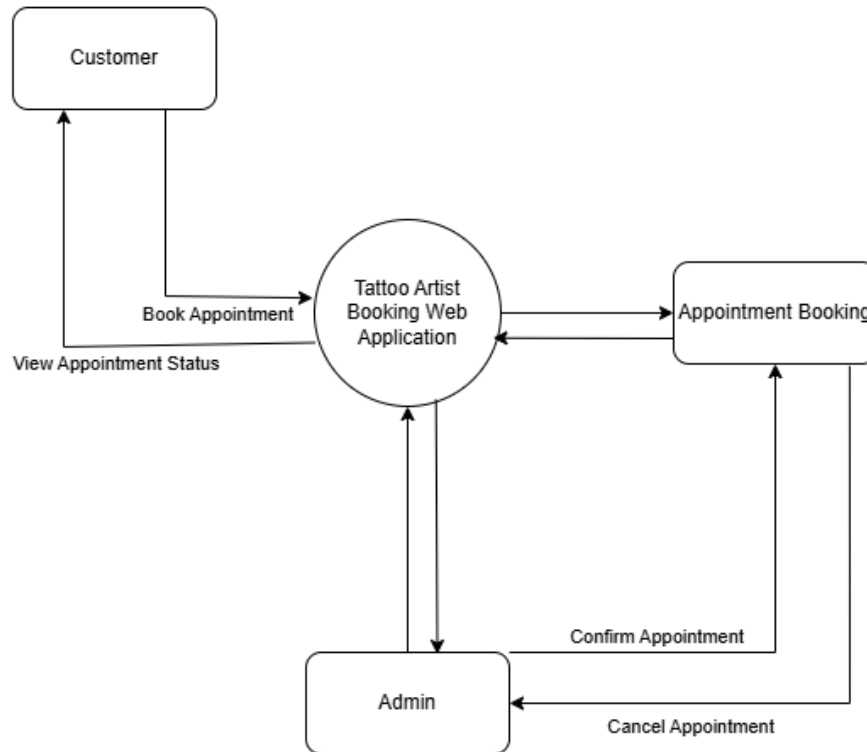 Customer
Tattoo Artist
Booking Web
Application
Book Appointment
Appointment Booking
View Appointment Status
Confirm Appointment
Admin
Cancel Appointment